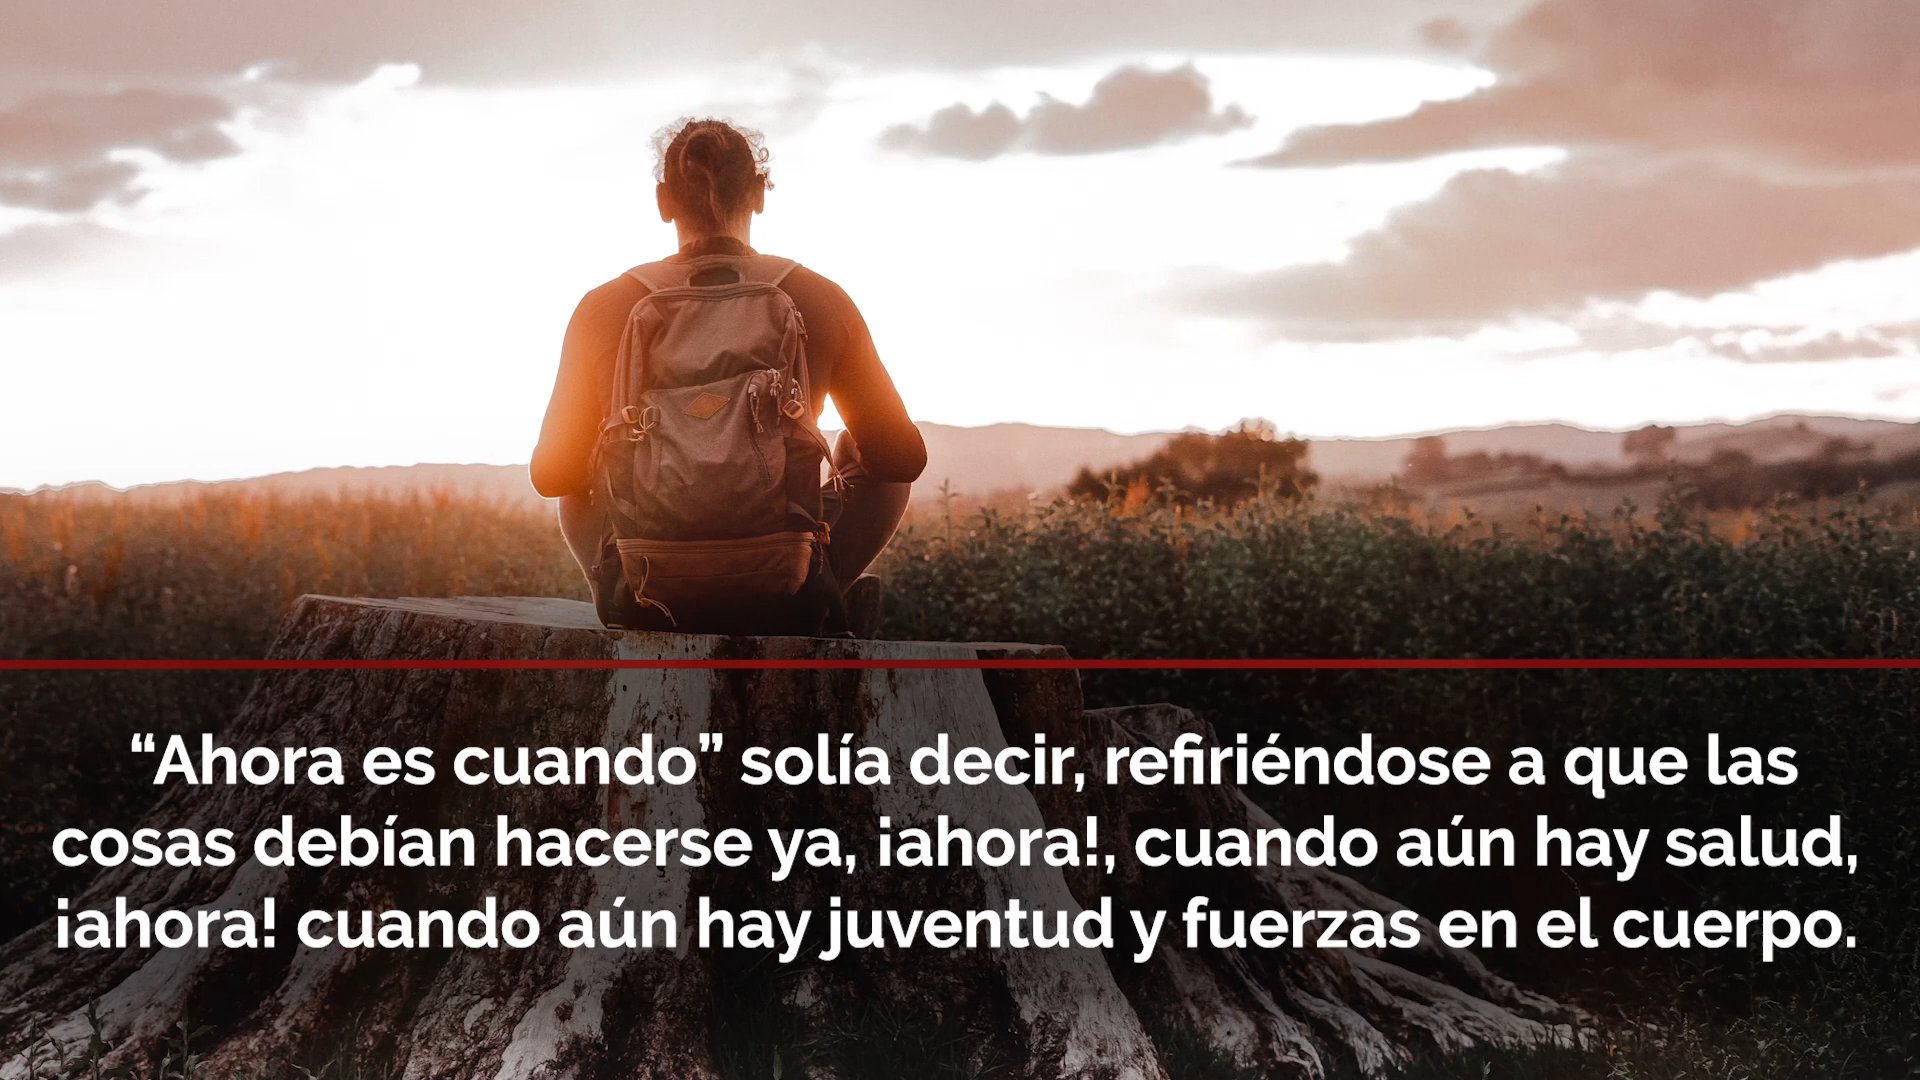 “Ahora es cuando” solía decir, refiriéndose a que las
cosas debían hacerse ya, ¡ahora!, cuando aún hay salud,
¡ahora! cuando aún hay juventud y fuerzas en el cuerpo.